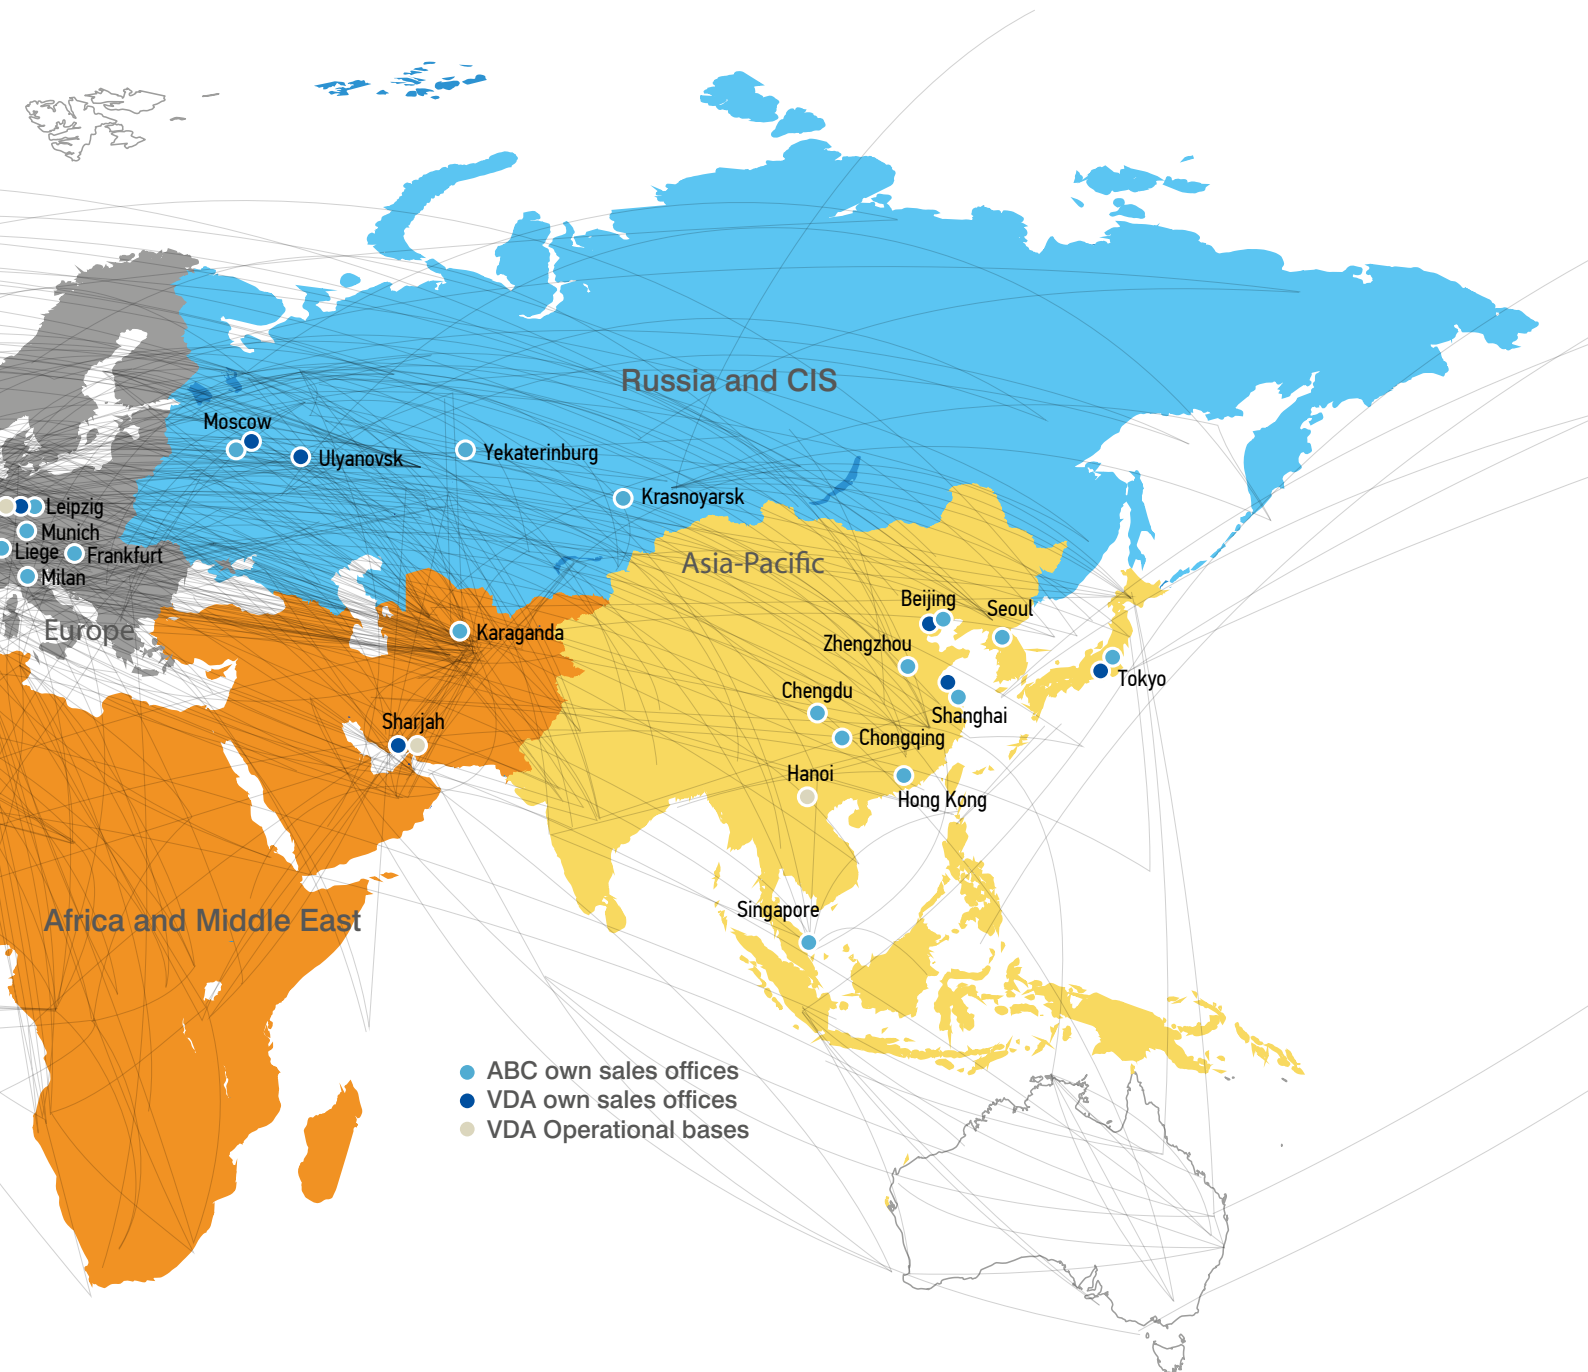 Russia and CIS
Moscow
Ulyanovsk
Yekaterinburg
Krasnoyarsk
Leipzig
Munich
Liege
Frankfurt
Milan
Europe
Asia-Pacific
Beijing
Seoul
Karaganda
Zhengzhou
Tokyo
Chengdu
Shanghai
Sharjah
Chongqing
Hanoi
Hong Kong
Singapore
Africa and Middle East
ABC own sales offices
VDA own sales offices
VDA Operational bases